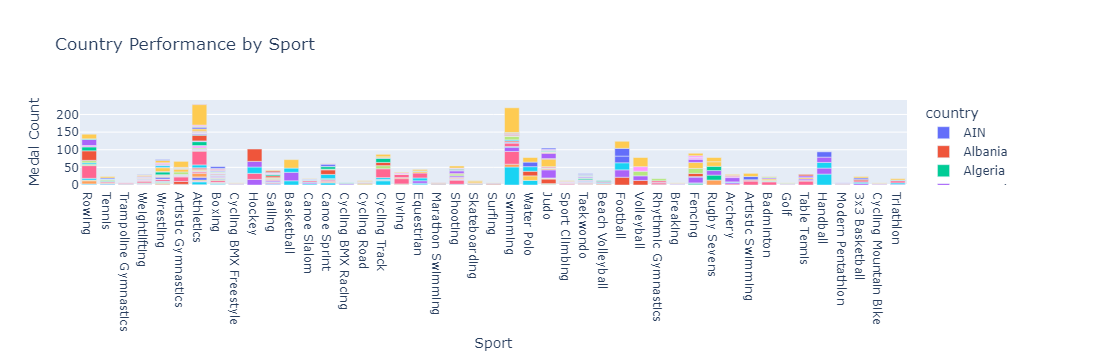 Country Performance by Sport
Medal Count
200
150
100
50
0
Rowing
Tennis
Trampoline Gymnastics
Weightlifting
Wrestling
Artistic Gymnastics
Athletics
Boxing
Cycling BMX Freestyle
Hockey
Sailing
Basketball
Canoe Slalom
Canoe Sprint
Cycling BMX Racing
Cycling Road
Cycling Track
Diving
Equestrian
Marathon Swimming
Shooting
Skateboarding
Surfing
Swimming
Water Polo
Judo
Sport Climbing
Taekwondo
Beach Volleyball
Football
Volleyball
Rhythmic Gymnastics
Breaking
Fencing
Rugby Sevens
Archery
Artistic Swimming
Badminton
Golf
Table Tennis
Handball
Modern Pentathlon
3x3 Basketball
Cycling Mountain Bike
Triathlon
Sport
country
AIN
Albania
Algeria